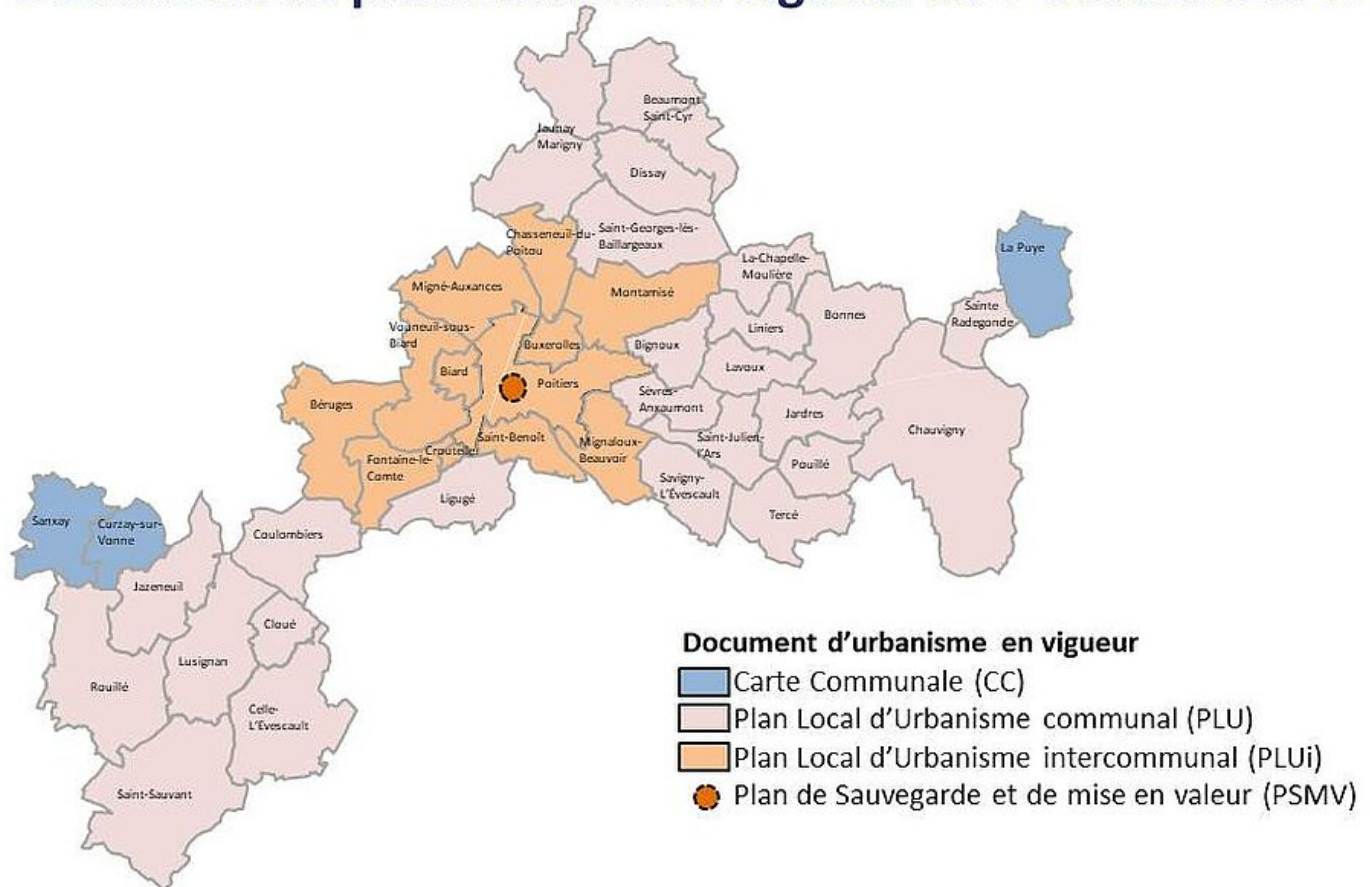 Beaumont
Saint-Cyr
Jaunay
Marigny
Dissay
Saint-Georges-lès-
Baillargeaux
Chasseneuil-du-
Poitou
La Puye
La-Chapelle-
Moulière
Migné-Auxances
Montamisé
Sainte
Radegonde
Bonnes
Vouneuil-sous-
Biard
Liniers
Buxerolles
Bignoux
Lavoux
Biard
Poitiers
Sèvres-
Anxaumont
Béruges
Jardres
Chauvigny
Saint-Benoît
Mignaloux-
Beauvoir
Saint-Julien-
l'Ars
Croutelle
Fontaine-le-
Comte
Pouillé
Savigny-
L'Évescault
Ligugé
Tercé
Sanxay
Curzay-sur-
Vonne
Coulombiers
Jazeneuil
Cloué
Lusignan
Rouillé
Celle-
L'Evescault
Saint-Sauvant
Document d'urbanisme en vigueur
Carte Communale (CC)
Plan Local d'Urbanisme communal (PLU)
Plan Local d'Urbanisme intercommunal (PLUi)
Plan de Sauvegarde et de mise en valeur (PSMV)